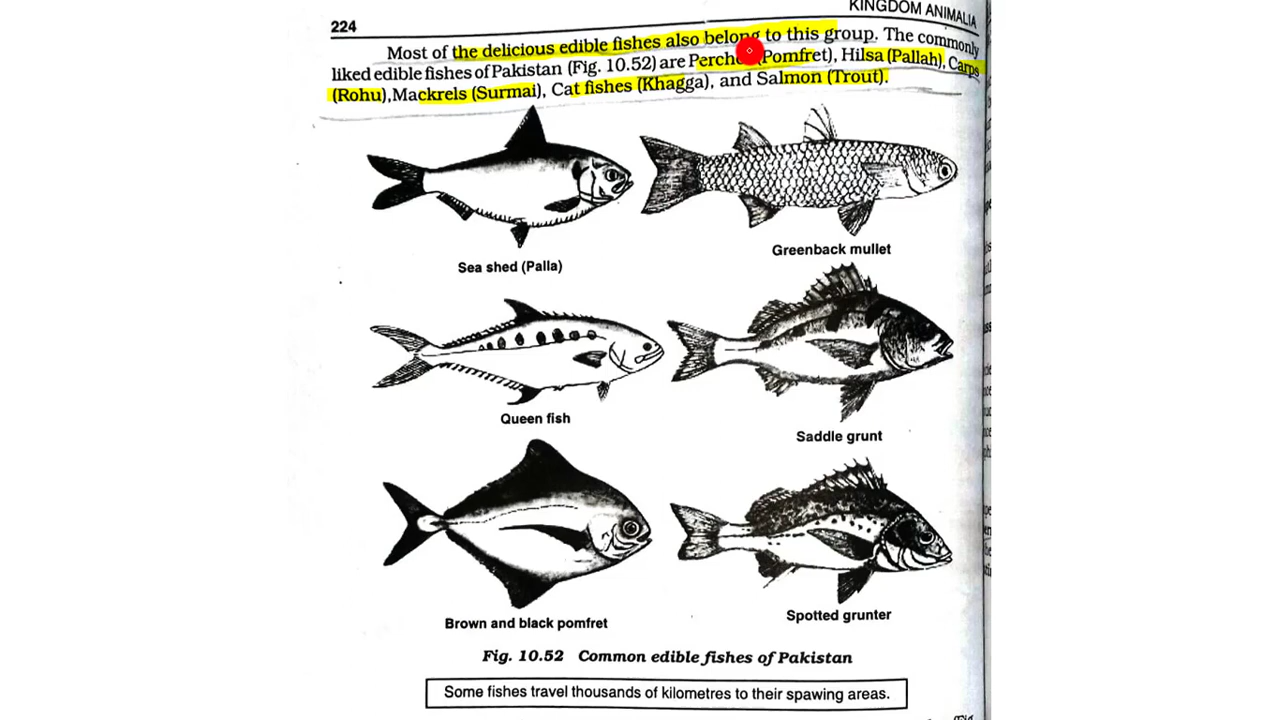 224
KINGDOM ANIMALIA
Most of the delicious edible fishes also belong to this group. The commonly
liked edible fishes of Pakistan (Fig. 10.52) are (Pomfret), Hilsa (Pallah), Carps
(Rohu), Mackrels (Surmai), Cat fishes (Khagga), and Salmon (Trout).
Sea shed (Palla)
Greenback mullet
Queen fish
Saddle grunt
Brown and black pomfret
Spotted grunter
Fig. 10.52 Common edible fishes of Pakistan
Some fishes travel thousands of kilometres to their spawing areas.